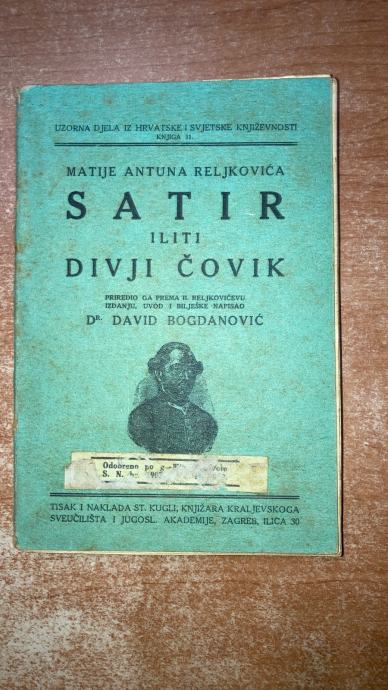 UZORNA DJELA IZ HRVATSKE I SVJETSKE KNJIŽEVNOSTI
KNJIGA 11.
MATIJE ANTUNA RELJKOVIĆA
SATIR
ILITI
DIVJI ČOVIK
PRIREDIO GA PREMA II. RELJKOVIĆEVU
IZDANJU, UVOD I BILJEŠKE NAPISAO
DR. DAVID BOGDANOVIĆ
Odobreno po
S. N.
TISAK I NAKLADA ST. KUGLI, KNJIŽARA KRALJEVSKOGA
SVEUČILIŠTA I JUGOSL. AKADEMIJE, ZAGREB, ILICA 30